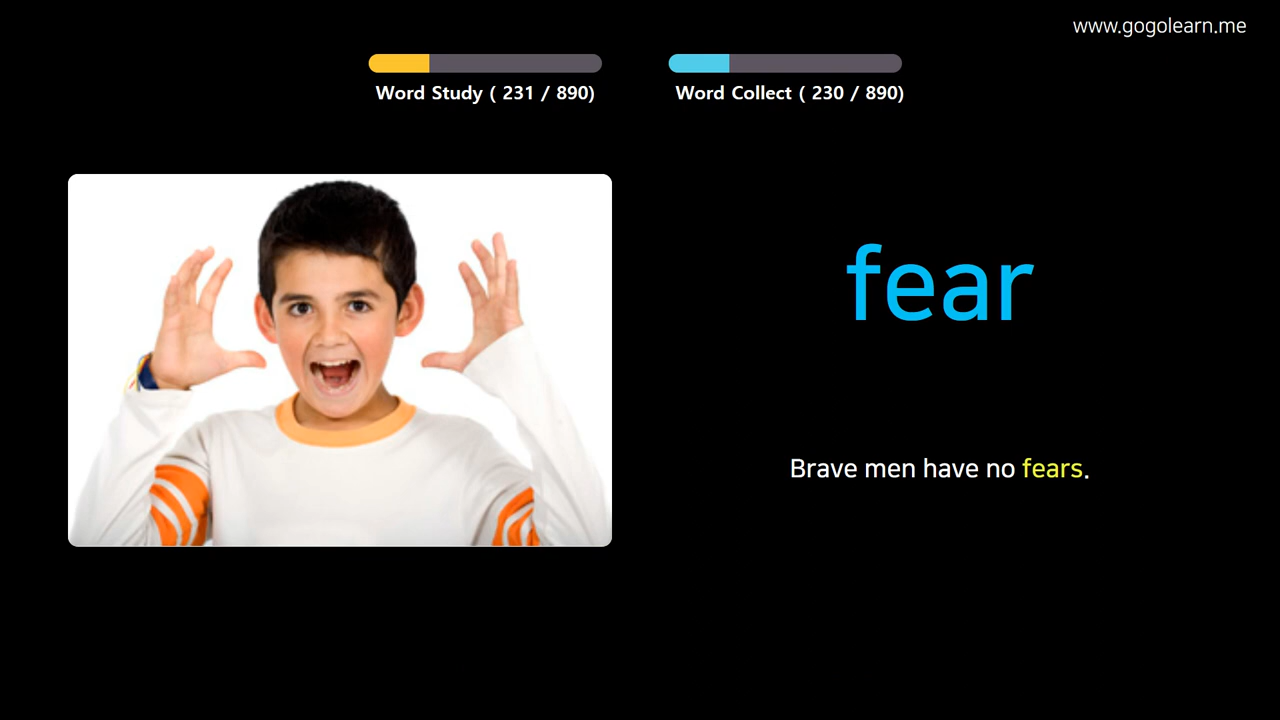 www.gogolearn.me
Word Study ( 231 / 890)
Word Collect ( 230 / 890)
fear
Brave men have no fears.